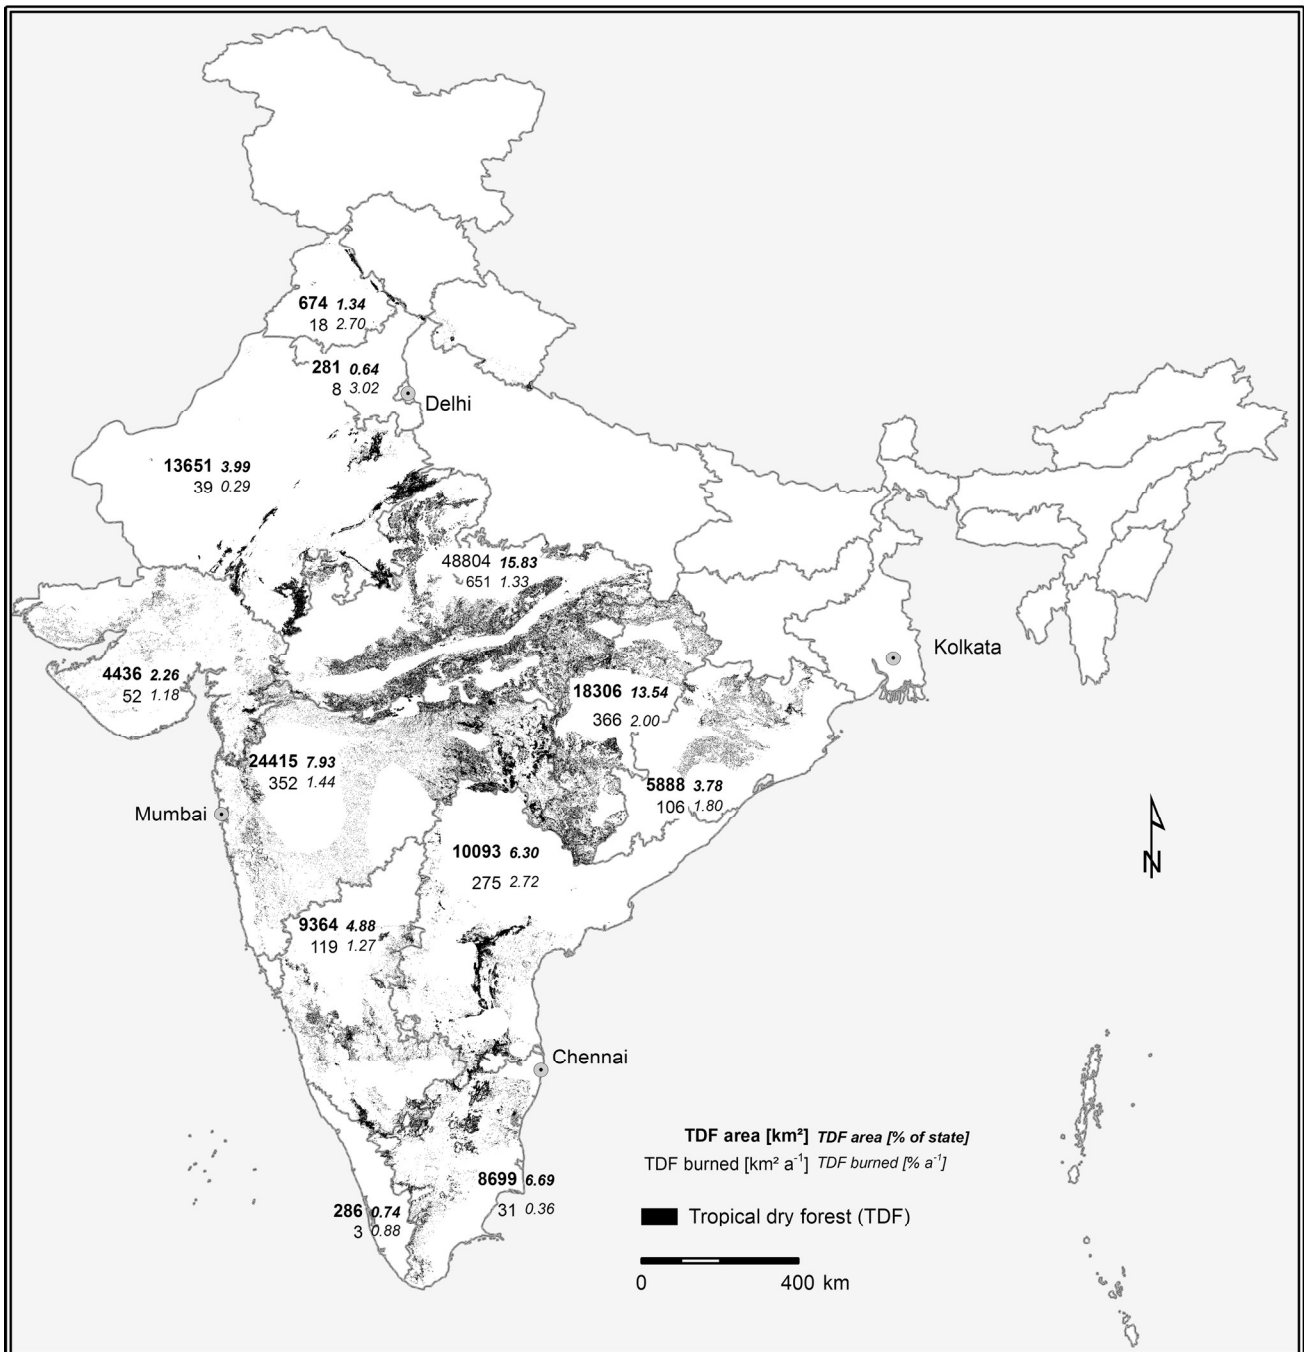 674 1.34
18 2.70
281 0.64
8 3.02
Delhi
13651 3.99
39 0.29
48804 15.83
651 1.33
Kolkata
4436 2.26
52 1.18
18306 13.54
366 2.00
24415 7.93
352 1.44
5888 3.78
106 1.80
Mumbai
10093 6.30
275 2.72
N
9364 4.88
119 1.27
Chennai
TDF area [km²] TDF area [% of state]
TDF burned [km² a⁻¹] TDF burned [% a⁻¹]
8699 6.69
31 0.36
286 0.74
3 0.88
Tropical dry forest (TDF)
0 400 km